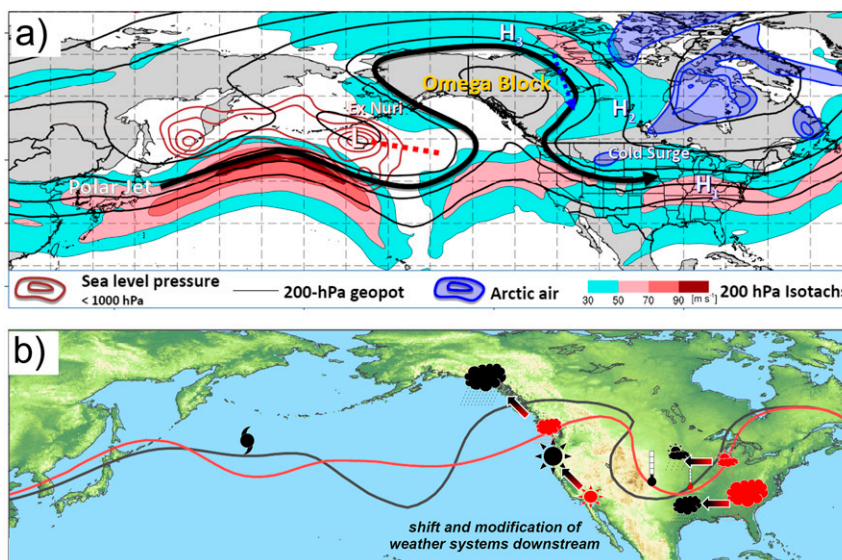 a)
H3
Omega Block
Ex Nuri
L
H2
Cold Surge
Polar Jet
H1
Sea level pressure
< 1000 hPa
200-hPa geopot
Arctic air
30 50 70 90 [m s⁻¹]
200 hPa Isotachs
b)
shift and modification of
weather systems downstream